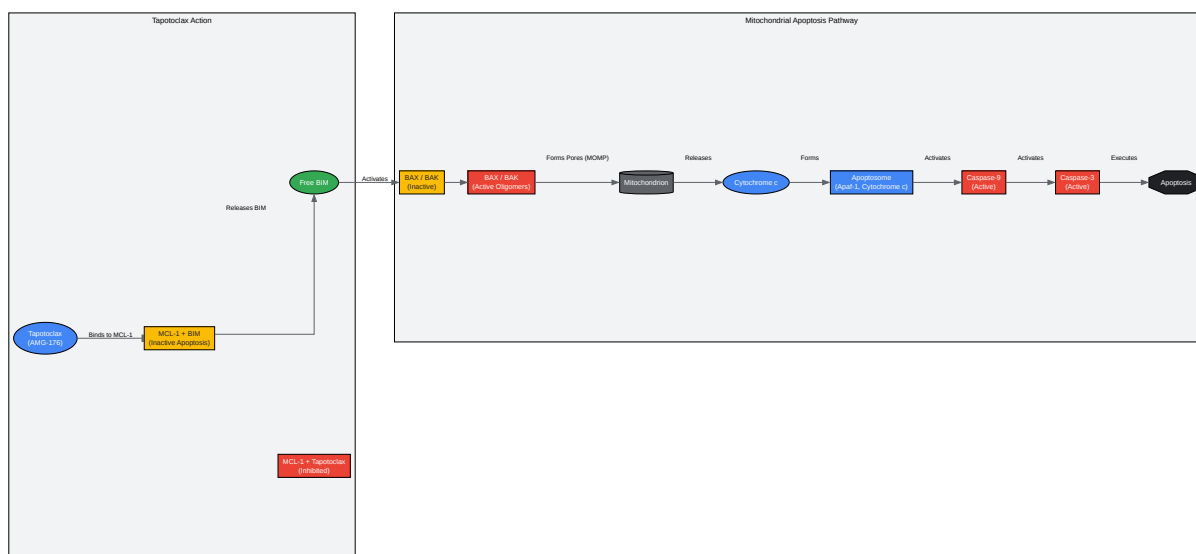 Tapotoclax Action
Mitochondrial Apoptosis Pathway
Forms Pores (MOMP)
Releases
Forms
Activates
Activates
Executes
Free BIM
Activates
BAX / BAK
(Inactive)
BAX / BAK
(Active Oligomers)
Mitochondrion
Cytochrome c
Apoptosome
(Apaf-1, Cytochrome c)
Caspase-9
(Active)
Caspase-3
(Active)
Apoptosis
Releases BIM
Tapotoclax
(AMG-176)
Binds to MCL-1
MCL-1 + BIM
(Inactive Apoptosis)
MCL-1 + Tapotoclax
(Inhibited)